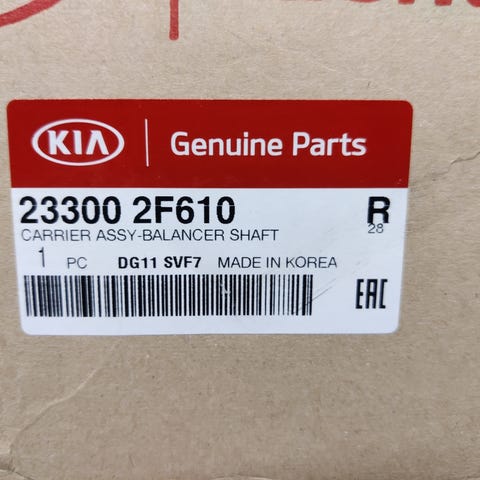 KIA Genuine Parts
23300 2F610 R
28
CARRIER ASSY-BALANCER SHAFT
1 PC DG11 SVF7 MADE IN KOREA
EAC